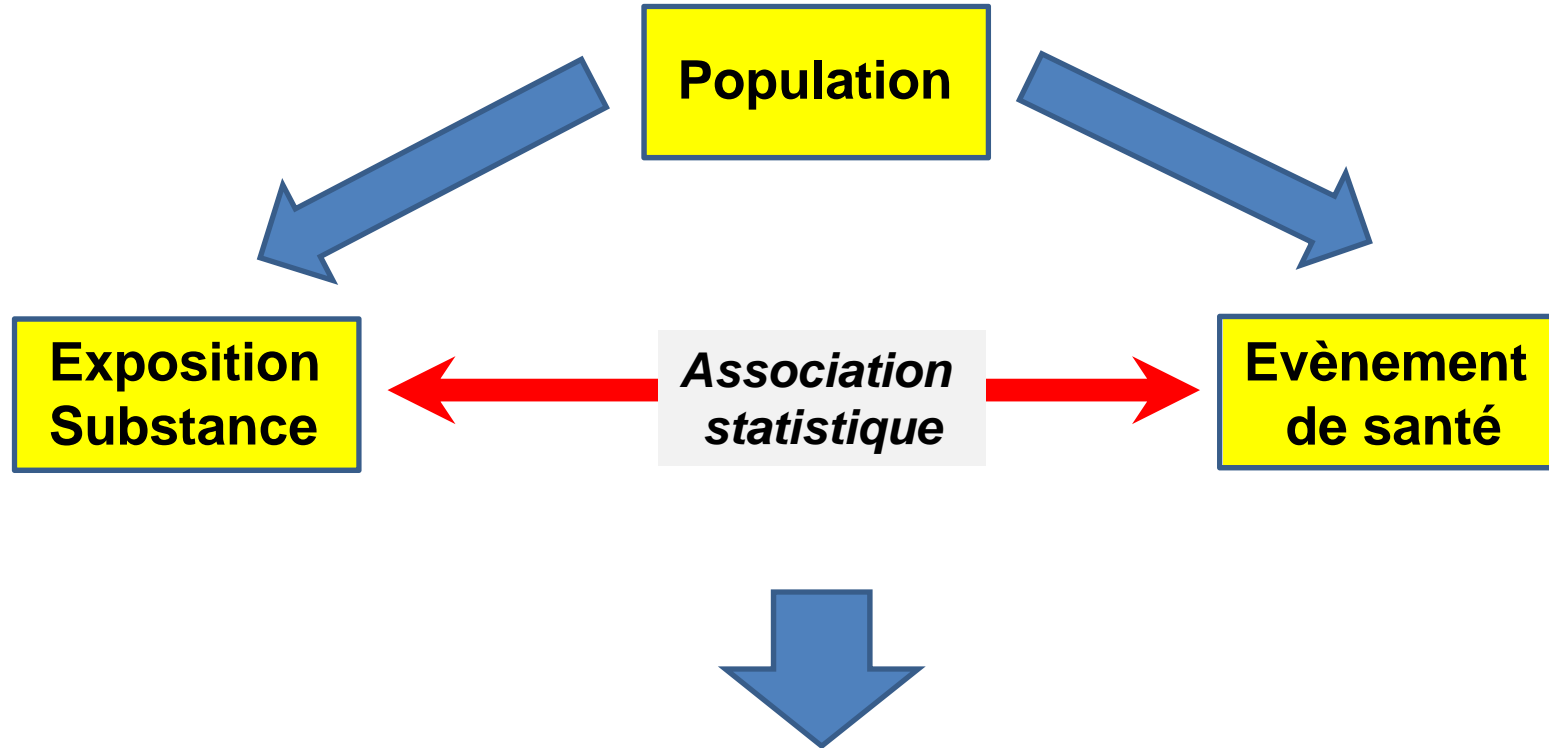 Population
Exposition
Substance
Association
statistique
Evènement
de santé